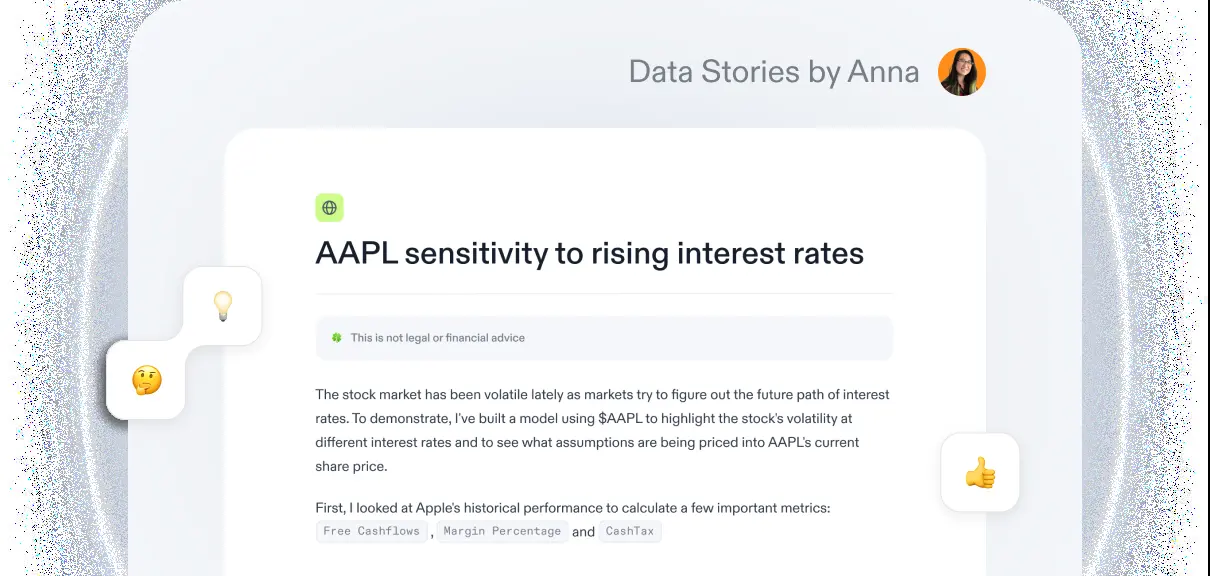 Data Stories by Anna
AAPL sensitivity to rising interest rates
This is not legal or financial advice
The stock market has been volatile lately as markets try to figure out the future path of interest
rates. To demonstrate, I've built a model using $AAPL to highlight the stock's volatility at
different interest rates and to see what assumptions are being priced into AAPL's current
share price.
First, I looked at Apple's historical performance to calculate a few important metrics:
Free Cashflows , Margin Percentage and CashTax